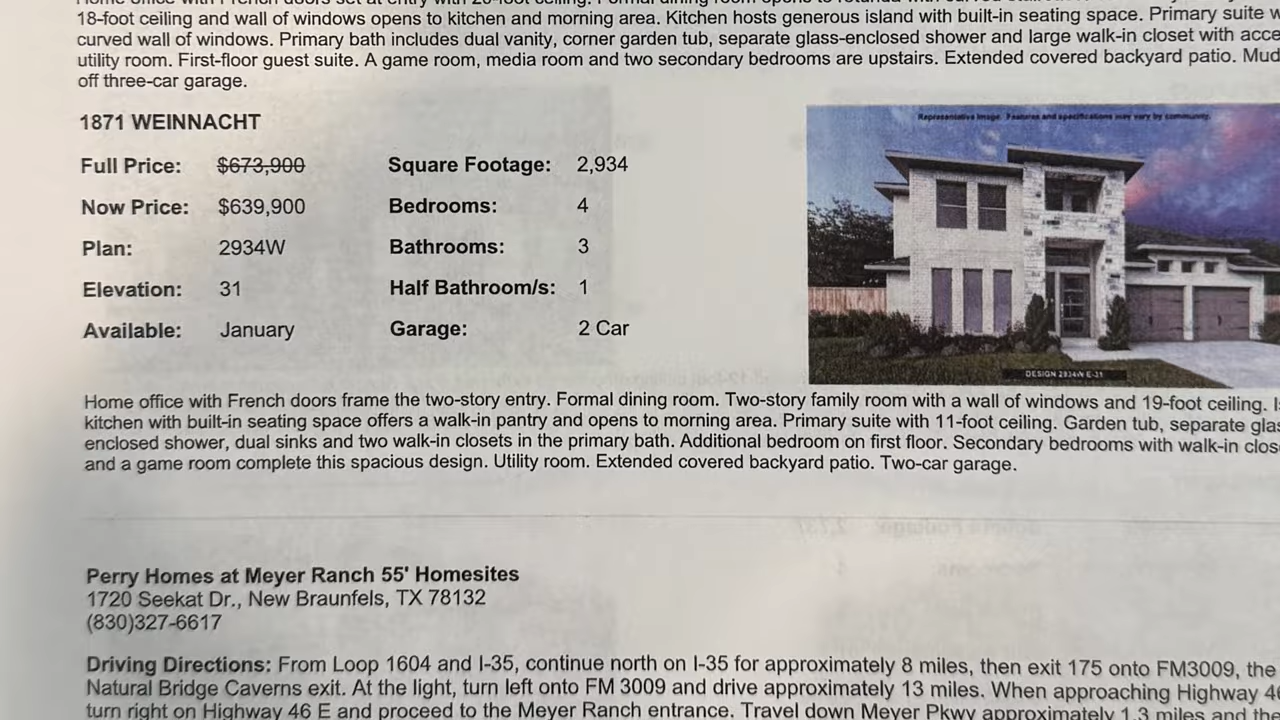 18-foot ceiling and wall of windows opens to kitchen and morning area. Kitchen hosts generous island with built-in seating space. Primary suite
curved wall of windows. Primary bath includes dual vanity, corner garden tub, separate glass-enclosed shower and large walk-in closet with
utility room. First-floor guest suite. A game room, media room and two secondary bedrooms are upstairs. Extended covered backyard patio.
off three-car garage.
1871 WEINNACHT
Full Price: $673,900 Square Footage: 2,934
Now Price: $639,900 Bedrooms: 4
Plan: 2934W Bathrooms: 3
Elevation: 31 Half Bathroom/s: 1
Available: January Garage: 2 Car
Representative Image. Features and specifications may vary by community.
DESIGN 2934W E-31
Home office with French doors frame the two-story entry. Formal dining room. Two-story family room with a wall of windows and 19-foot ceiling.
kitchen with built-in seating space offers a walk-in pantry and opens to morning area. Primary suite with 11-foot ceiling. Garden tub, separate
enclosed shower, dual sinks and two walk-in closets in the primary bath. Additional bedroom on first floor. Secondary bedrooms with walk-in
and a game room complete this spacious design. Utility room. Extended covered backyard patio. Two-car garage.
Perry Homes at Meyer Ranch 55' Homesites
1720 Seekat Dr., New Braunfels, TX 78132
(830)327-6617
Driving Directions: From Loop 1604 and I-35, continue north on I-35 for approximately 8 miles, then exit 175 onto FM3009, the
Natural Bridge Caverns exit. At the light, turn left onto FM 3009 and drive approximately 13 miles. When approaching Highway
turn right on Highway 46 E and proceed to the Meyer Ranch entrance. Travel down Meyer Pkwy approximately 1.3 miles and the